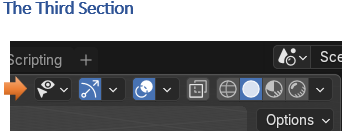 The Third Section
Scripting +
Sce
Options